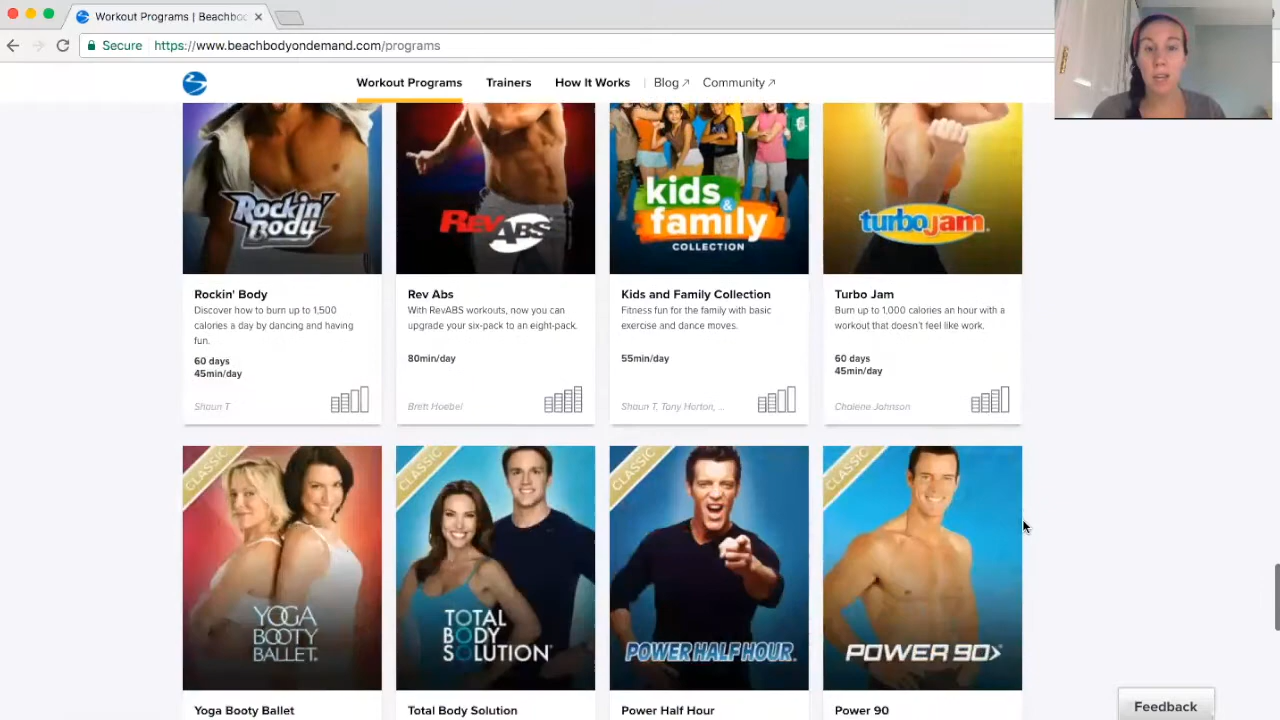 Workout Programs | Beachboc
Secure https://www.beachbodyondemand.com/programs
Workout Programs Trainers How It Works Blog Community
Rockin' Body
REVABS
kids & family COLLECTION
turbojam
Rockin' Body
Discover how to burn up to 1,500
calories a day by dancing and having
fun.
60 days
45min/day
Shaun T
Rev Abs
With RevABS workouts, now you can
upgrade your six-pack to an eight-pack.
80min/day
Brett Hoebel
Kids and Family Collection
Fitness fun for the family with basic
exercise and dance moves.
55min/day
Shaun T, Tony Horton, ...
Turbo Jam
Burn up to 1,000 calories an hour with a
workout that doesn't feel like work.
60 days
45min/day
Chalene Johnson
CLASSIC
YOGA
BOOTY
BALLET
CLASSIC
TOTAL
BODY
SOLUTION
CLASSIC
POWER HALF HOUR
CLASSIC
POWER 90
Yoga Booty Ballet
Total Body Solution
Power Half Hour
Power 90
Feedback